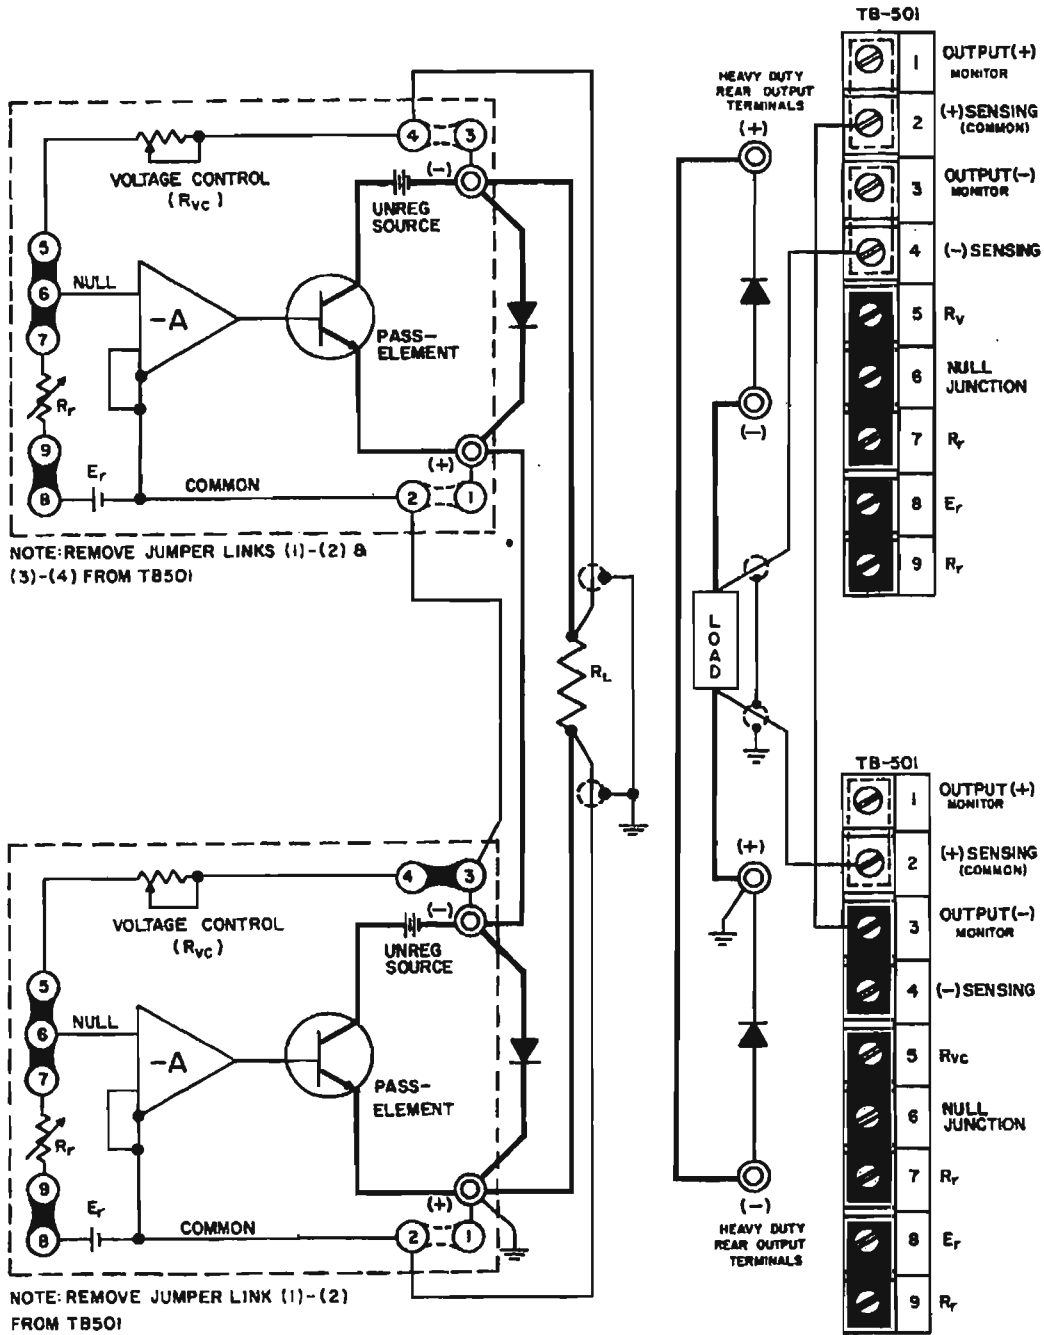 4
3
VOLTAGE CONTROL
(RVC)
(-)
UNREG
SOURCE
5
6
NULL
7
-A
PASS-
ELEMENT
Rr
9
8
Er
COMMON
(+)
2
1
NOTE: REMOVE JUMPER LINKS (1)-(2) &
(3)-(4) FROM TB501
RL
4
3
VOLTAGE CONTROL
(RVC)
(-)
UNREG
SOURCE
5
6
NULL
7
-A
PASS-
ELEMENT
Rr
9
8
Er
COMMON
(+)
2
1
NOTE: REMOVE JUMPER LINK (1)-(2)
FROM TB501
HEAVY DUTY
REAR OUTPUT
TERMINALS
(+)
(-)
LOAD
(+)
(-)
HEAVY DUTY
REAR OUTPUT
TERMINALS
TB-501
1 OUTPUT(+)
MONITOR
2 (+)SENSING
(COMMON)
3 OUTPUT(-)
MONITOR
4 (-)SENSING
5 Rv
6 NULL
JUNCTION
7 Rr
8 Er
9 Rr
TB-501
1 OUTPUT(+)
MONITOR
2 (+)SENSING
(COMMON)
3 OUTPUT(-)
MONITOR
4 (-)SENSING
5 RVC
6 NULL
JUNCTION
7 Rr
8 Er
9 Rr